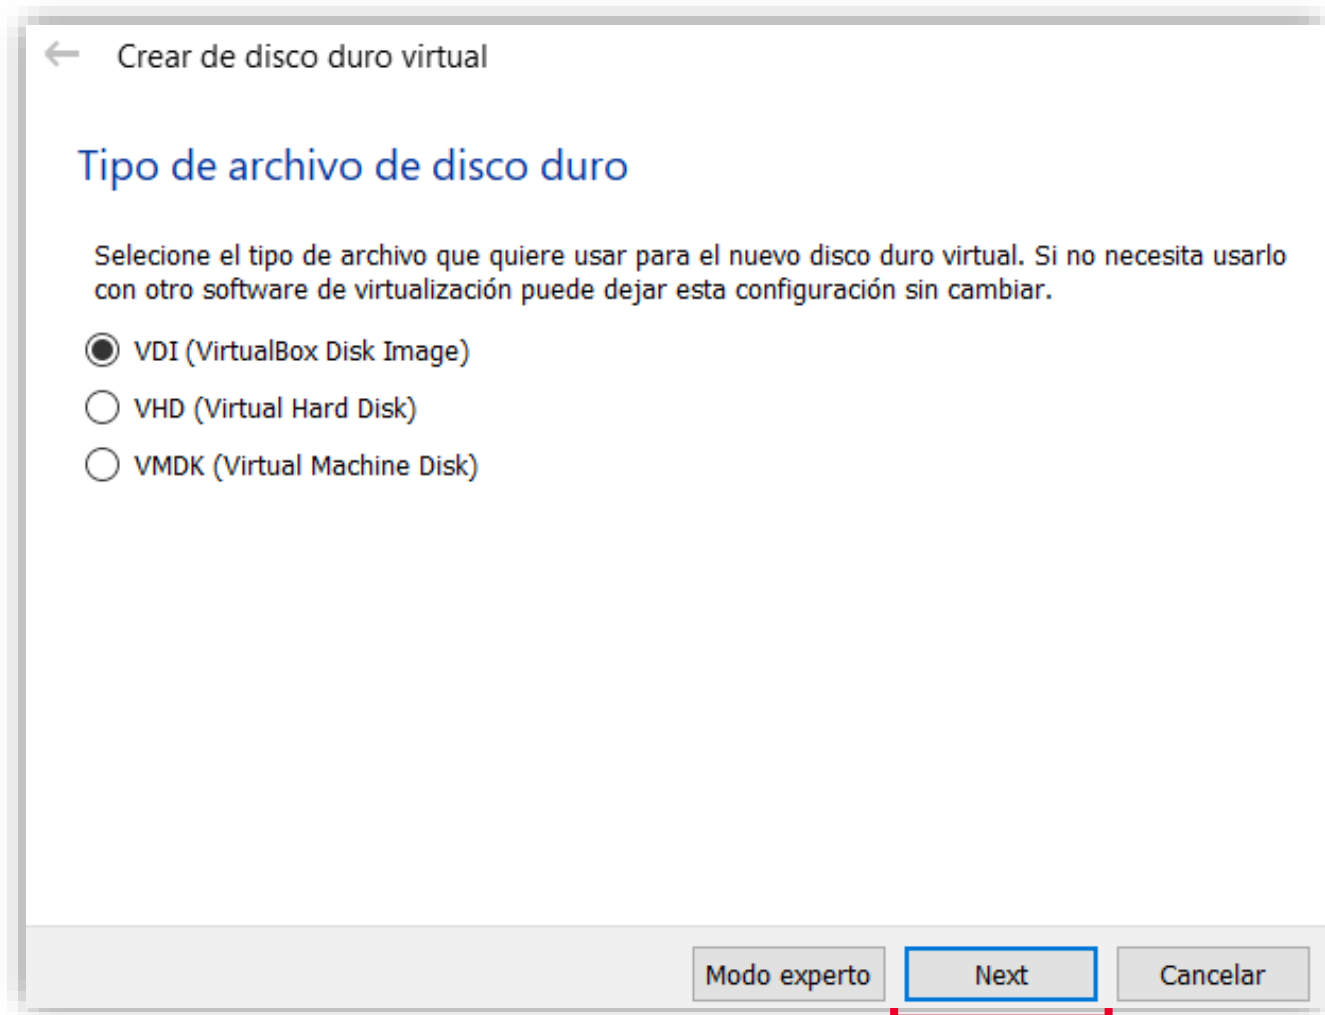 Crear de disco duro virtual
Tipo de archivo de disco duro
Selecione el tipo de archivo que quiere usar para el nuevo disco duro virtual. Si no necesita usarlo
con otro software de virtualización puede dejar esta configuración sin cambiar.
VDI (VirtualBox Disk Image)
VHD (Virtual Hard Disk)
VMDK (Virtual Machine Disk)
Modo experto Next Cancelar